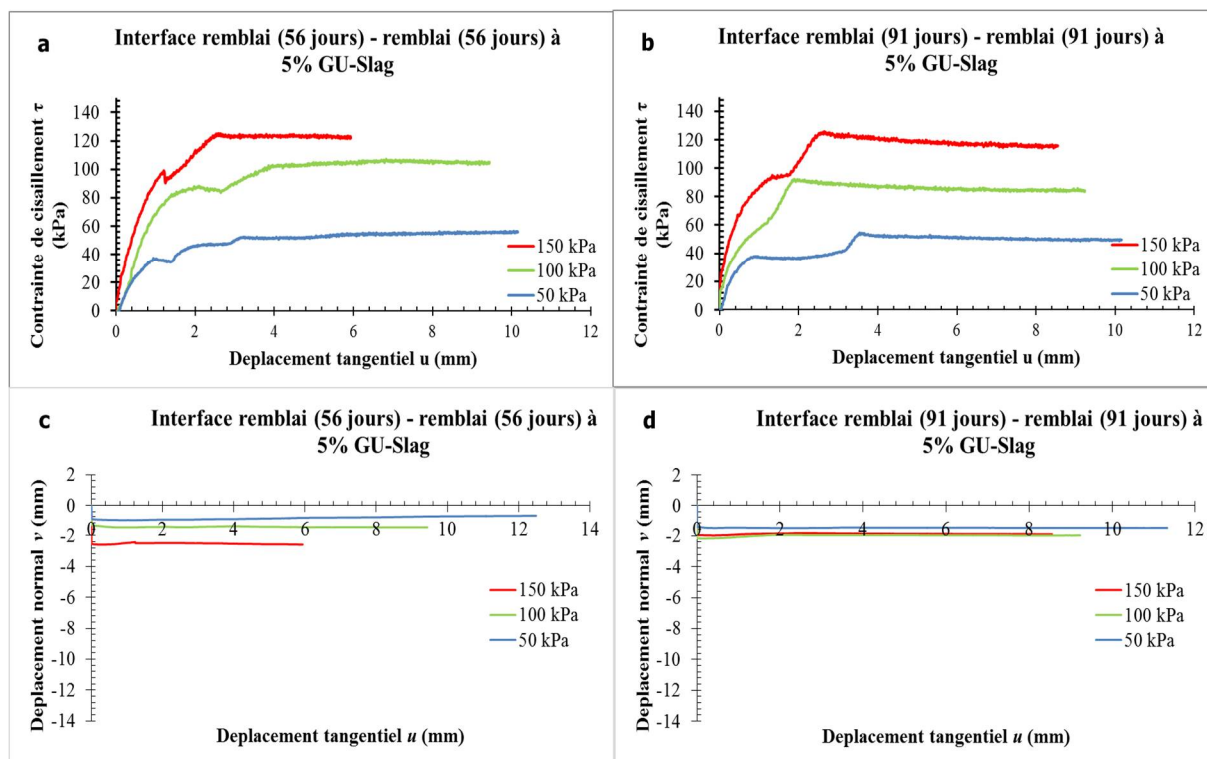 a
Interface remblai (56 jours) - remblai (56 jours) à
5% GU-Slag
Contrainte de cisaillement τ
(kPa)
140
120
100
80
60
40
20
0
0 2 4 6 8 10 12
150 kPa
100 kPa
50 kPa
Deplacement tangentiel u (mm)
b
Interface remblai (91 jours) - remblai (91 jours) à
5% GU-Slag
Contrainte de cisaillement τ
(kPa)
140
120
100
80
60
40
20
0
0 2 4 6 8 10 12
150 kPa
100 kPa
50 kPa
Deplacement tangentiel u (mm)
c
Interface remblai (56 jours) - remblai (56 jours) à
5% GU-Slag
Deplacement normal v (mm)
2
0
-2
-4
-6
-8
-10
-12
-14
0 2 4 6 8 10 12 14
150 kPa
100 kPa
50 kPa
Deplacement tangentiel u (mm)
d
Interface remblai (91 jours) - remblai (91 jours) à
5% GU-Slag
Deplacement normal v (mm)
2
0
-2
-4
-6
-8
-10
-12
-14
0 2 4 6 8 10 12
150 kPa
100 kPa
50 kPa
Deplacement tangentiel u (mm)